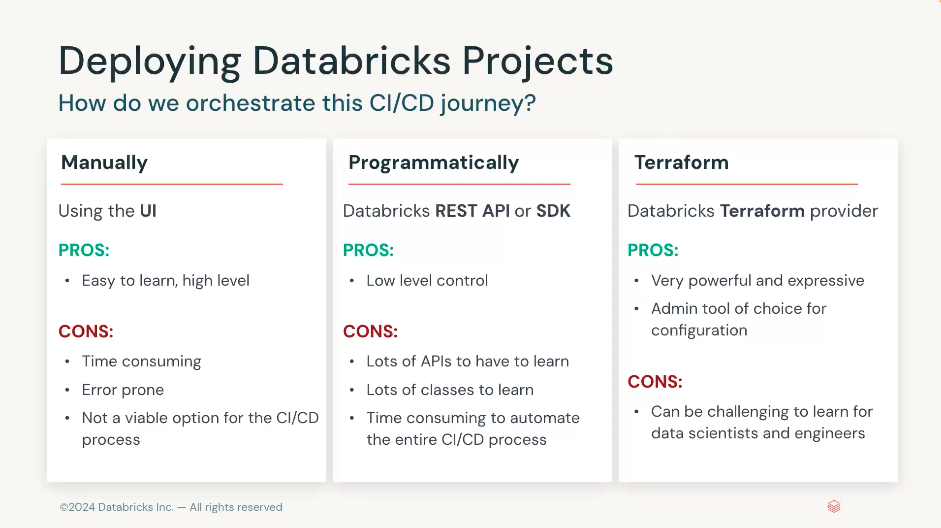 Deploying Databricks Projects
How do we orchestrate this CI/CD journey?
Manually
Using the UI
PROS:
• Easy to learn, high level
CONS:
• Time consuming
• Error prone
• Not a viable option for the CI/CD
process
Programmatically
Databricks REST API or SDK
PROS:
• Low level control
CONS:
• Lots of APIs to have to learn
• Lots of classes to learn
• Time consuming to automate
the entire CI/CD process
Terraform
Databricks Terraform provider
PROS:
• Very powerful and expressive
• Admin tool of choice for
configuration
CONS:
• Can be challenging to learn for
data scientists and engineers
©2024 Databricks Inc. — All rights reserved